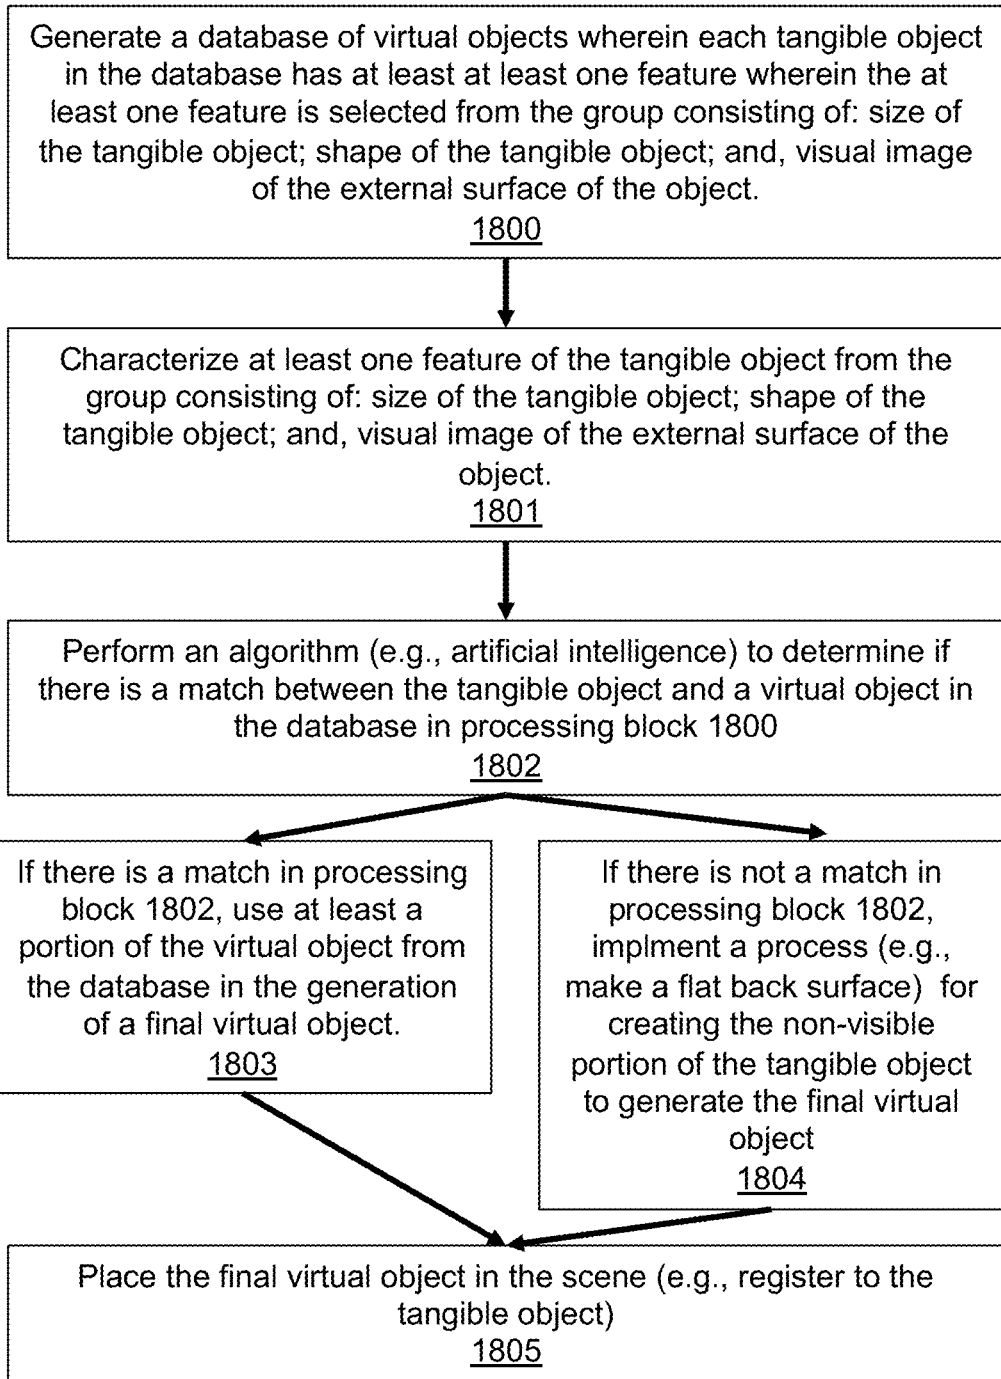 Generate a database of virtual objects wherein each tangible object
in the database has at least at least one feature wherein the at
least one feature is selected from the group consisting of: size of
the tangible object; shape of the tangible object; and, visual image
of the external surface of the object.
1800
Characterize at least one feature of the tangible object from the
group consisting of: size of the tangible object; shape of the
tangible object; and, visual image of the external surface of the
object.
1801
Perform an algorithm (e.g., artificial intelligence) to determine if
there is a match between the tangible object and a virtual object in
the database in processing block 1800
1802
If there is a match in processing
block 1802, use at least a
portion of the virtual object from
the database in the generation
of a final virtual object.
1803
If there is not a match in
processing block 1802,
implment a process (e.g.,
make a flat back surface) for
creating the non-visible
portion of the tangible object
to generate the final virtual
object
1804
Place the final virtual object in the scene (e.g., register to the
tangible object)
1805